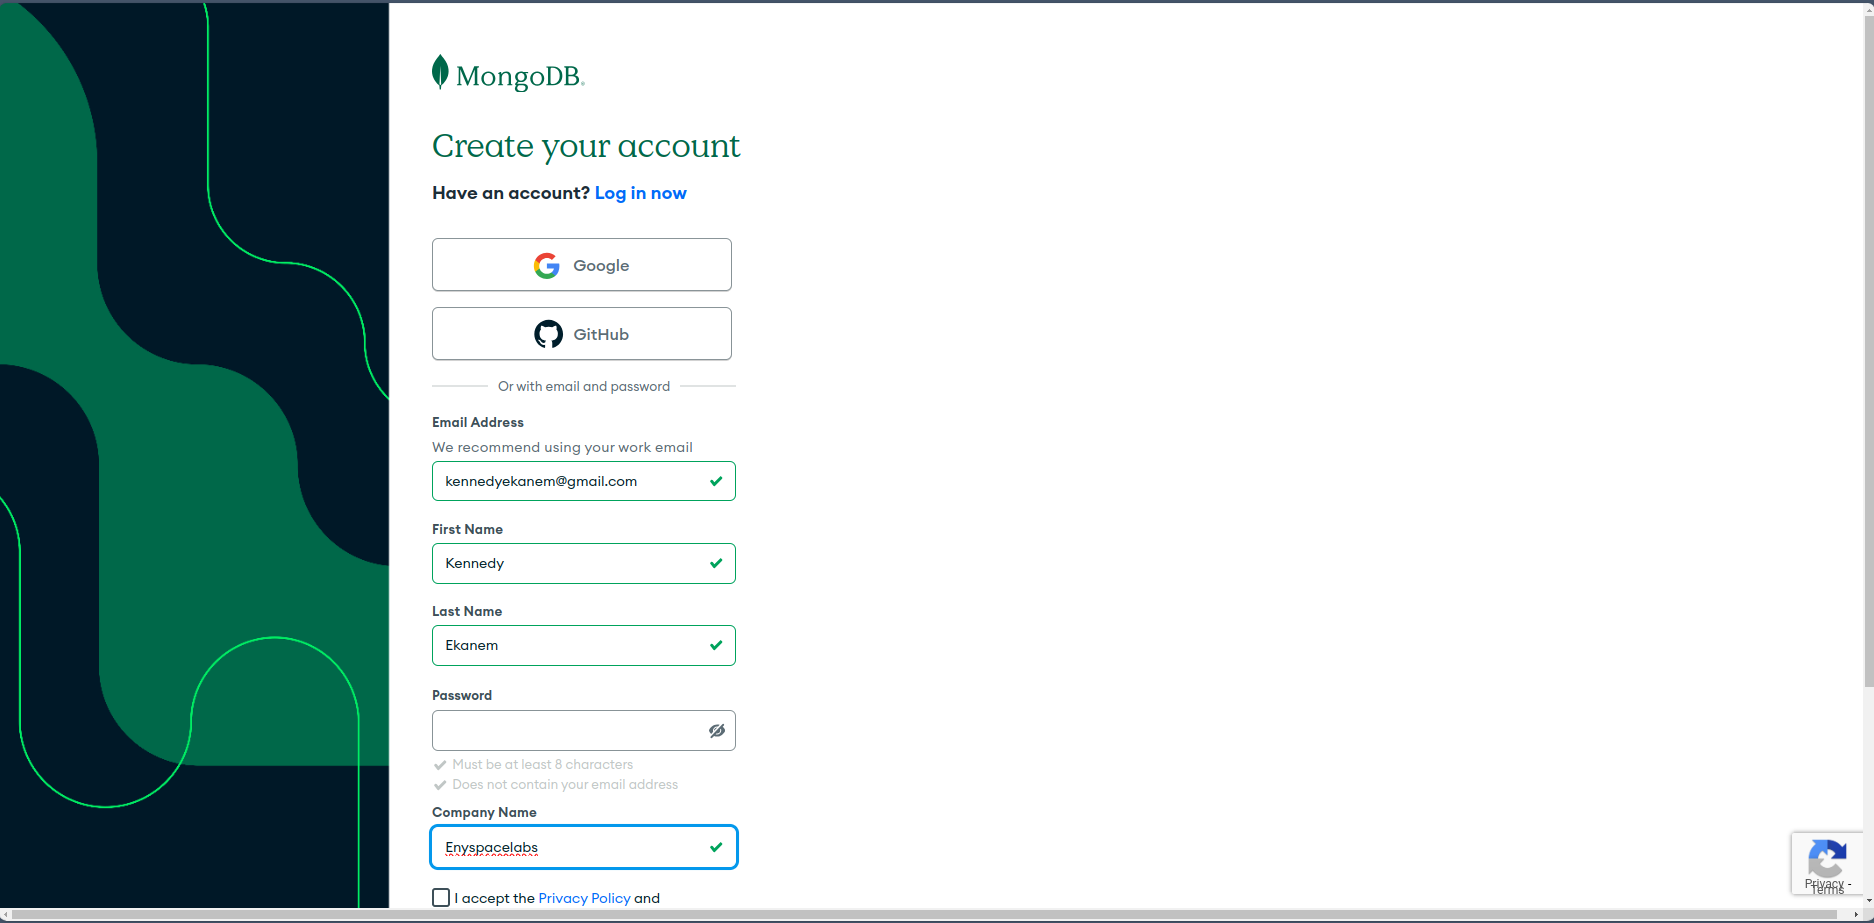 MongoDB.
Create your account
Have an account? Log in now
Google
GitHub
Or with email and password
Email Address
We recommend using your work email
kennedyekanem@gmail.com
First Name
Kennedy
Last Name
Ekanem
Password
Must be at least 8 characters
Does not contain your email address
Company Name
Enyspacelabs
I accept the Privacy Policy and
Privacy -
Terms